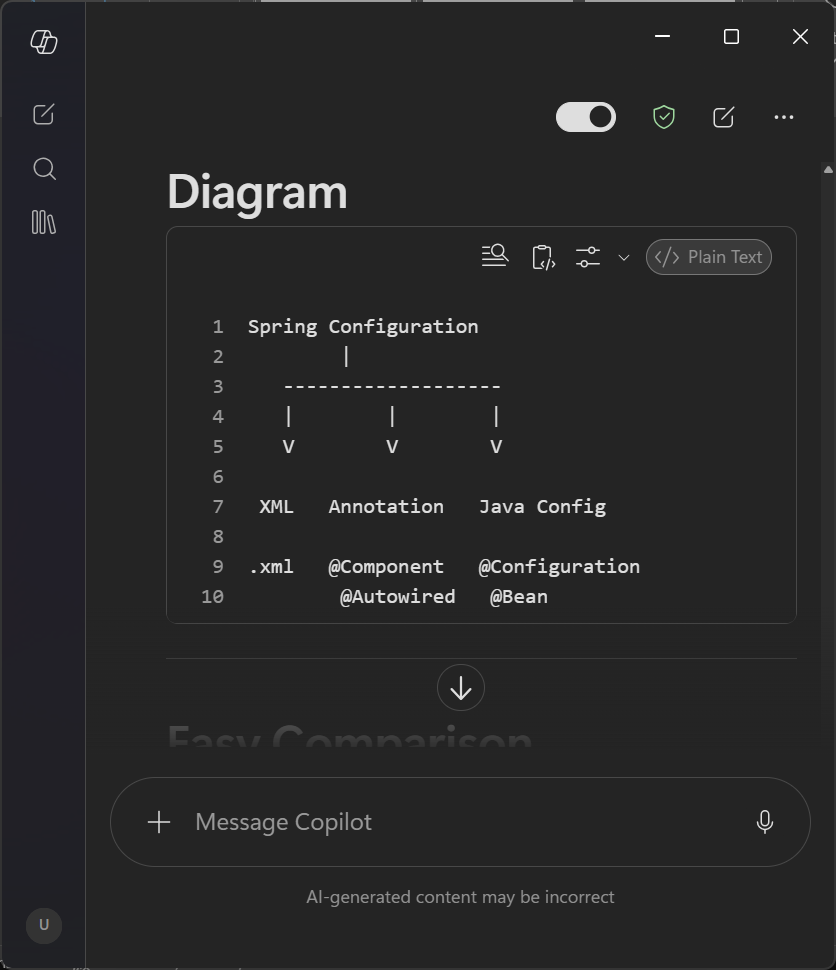 Diagram
Plain Text
1 Spring Configuration
2         |
3    -------------------
4    |        |        |
5    V        V        V
6
7  XML   Annotation   Java Config
8
9 .xml   @Component   @Configuration
10         @Autowired   @Bean
Easy Comparison
Message Copilot
AI-generated content may be incorrect
U